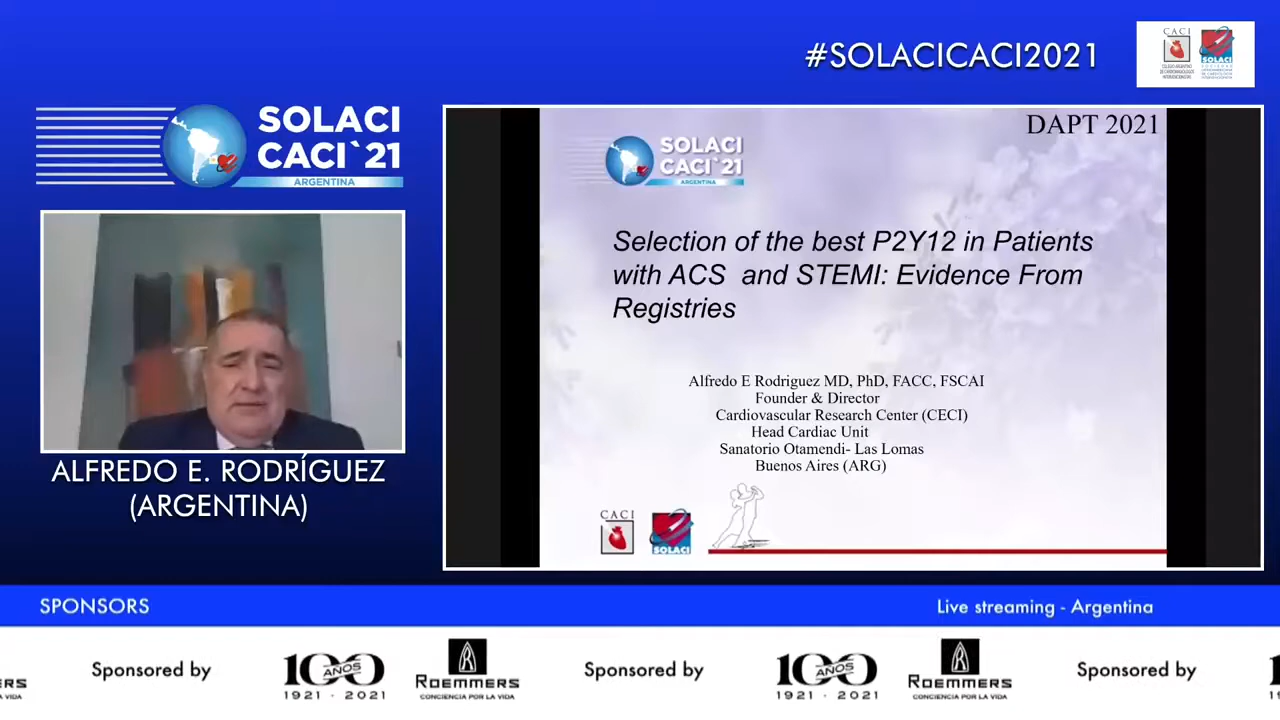 #SOLACICACI2021
CACI
SOLACI
SOLACI
CACI`21
ARGENTINA
DAPT 2021
SOLACI
CACI`21
ARGENTINA
Selection of the best P2Y12 in Patients
with ACS and STEMI: Evidence From
Registries
Alfredo E Rodriguez MD, PhD, FACC, FSCAI
Founder & Director
Cardiovascular Research Center (CECI)
Head Cardiac Unit
Sanatorio Otamendi- Las Lomas
Buenos Aires (ARG)
CACI
SOLACI
ALFREDO E. RODRÍGUEZ
(ARGENTINA)
SPONSORS
Live streaming - Argentina
Sponsored by
100 AÑOS
1921 - 2021
ROEMMERS
CONCIENCIA POR LA VIDA
Sponsored by
100 AÑOS
1921 - 2021
ROEMMERS
CONCIENCIA POR LA VIDA
Sponsored by